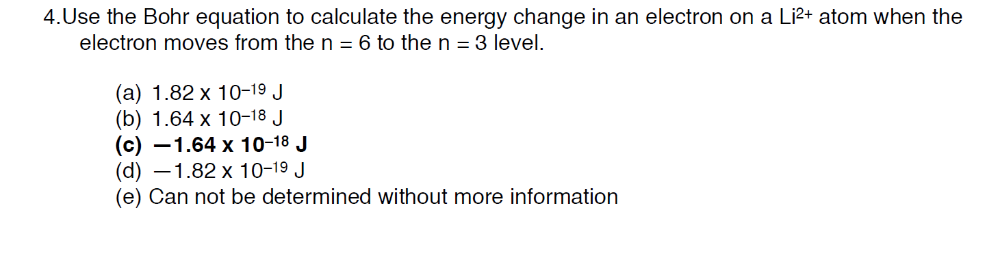 4.Use the Bohr equation to calculate the energy change in an electron on a Li²⁺ atom when the
electron moves from the n = 6 to the n = 3 level.
(a) 1.82 x 10⁻¹⁹ J
(b) 1.64 x 10⁻¹⁸ J
(c) —1.64 x 10⁻¹⁸ J
(d) —1.82 x 10⁻¹⁹ J
(e) Can not be determined without more information